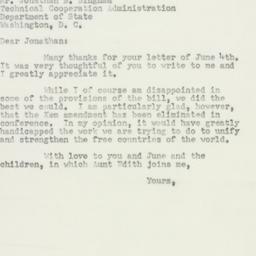 Mr. Jonathan B. Bingham
Technical Cooperation Administration
Department of State
Washington, D. C.
Dear Jonathan:
Many thanks for your letter of June 4th.
It was very thoughtful of you to write to me and
I greatly appreciate it.
While I of course am disappointed in
some of the provisions of the bill, we did the
best we could. I am particularly glad, however,
that the Kem amendment has been eliminated in
conference. In my opinion, it would have greatly
handicapped the work we are trying to do to unify
and strengthen the free countries of the world.
With love to you and June and the
children, in which Aunt Edith joins me,
Yours,